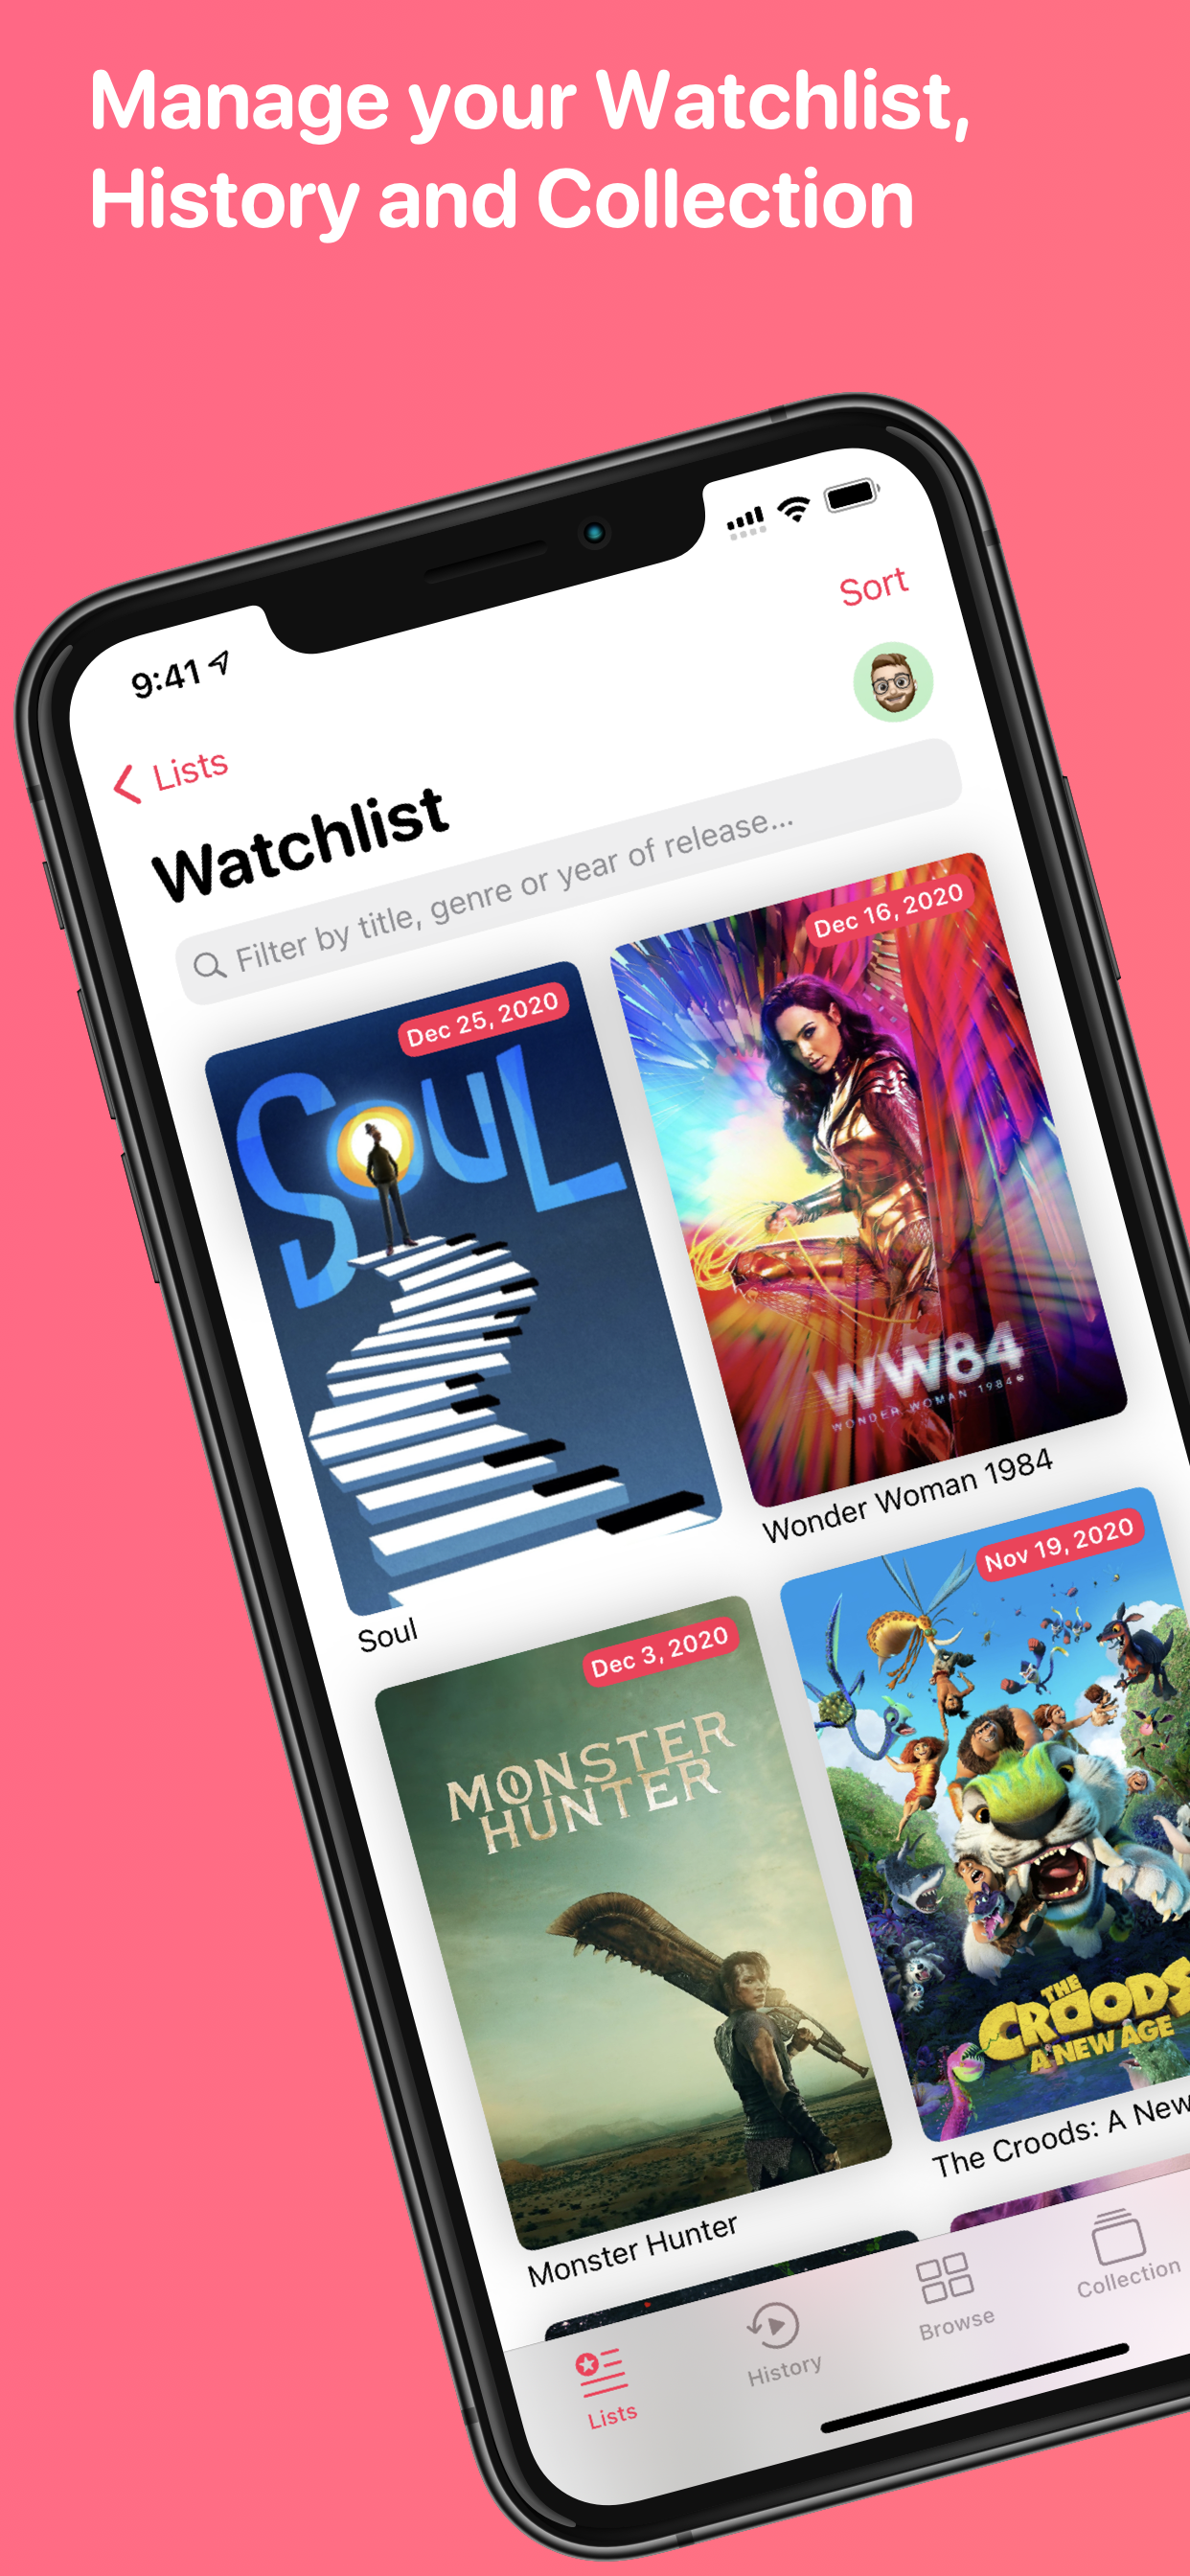 Manage your Watchlist,
History and Collection
9:41
Sort
Lists
Watchlist
Filter by title, genre or year of release...
Dec 25, 2020
SOUL
Soul
Dec 16, 2020
WW84
WONDER WOMAN 1984
Wonder Woman 1984
Dec 3, 2020
MONSTER
HUNTER
Monster Hunter
Nov 19, 2020
THE
CROODS
A NEW AGE
The Croods: A New
Lists
History
Browse
Collection